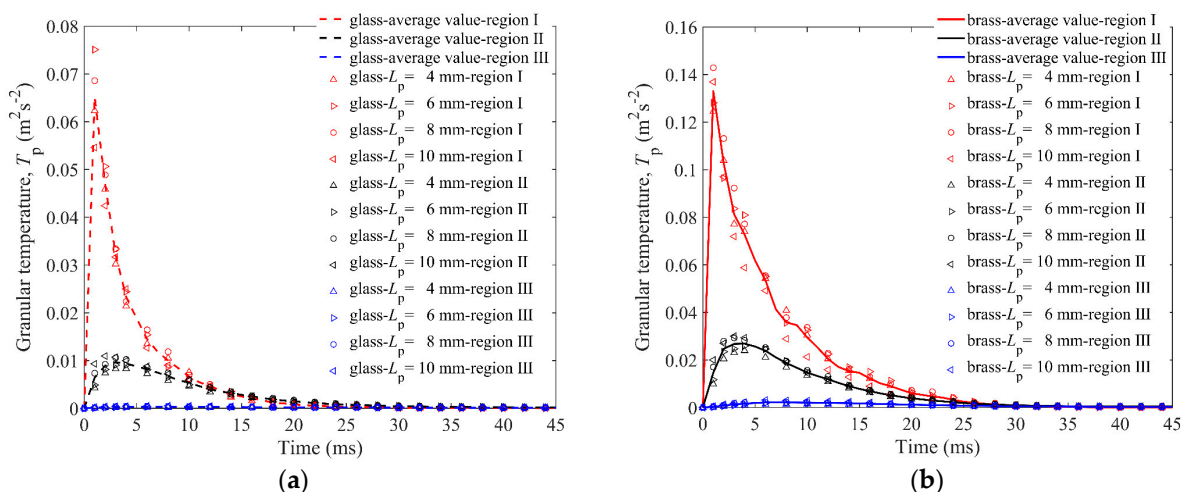 glass-average value-region I
glass-average value-region II
glass-average value-region III
glass-Lp= 4 mm-region I
glass-Lp= 6 mm-region I
glass-Lp= 8 mm-region I
glass-Lp= 10 mm-region I
glass-Lp= 4 mm-region II
glass-Lp= 6 mm-region II
glass-Lp= 8 mm-region II
glass-Lp= 10 mm-region II
glass-Lp= 4 mm-region III
glass-Lp= 6 mm-region III
glass-Lp= 8 mm-region III
glass-Lp= 10 mm-region III
Granular temperature, Tp (m²s⁻²)
0.08
0.07
0.06
0.05
0.04
0.03
0.02
0.01
0
0 5 10 15 20 25 30 35 40 45
Time (ms)
(a)
brass-average value-region I
brass-average value-region II
brass-average value-region III
brass-Lp= 4 mm-region I
brass-Lp= 6 mm-region I
brass-Lp= 8 mm-region I
brass-Lp= 10 mm-region I
brass-Lp= 4 mm-region II
brass-Lp= 6 mm-region II
brass-Lp= 8 mm-region II
brass-Lp= 10 mm-region II
brass-Lp= 4 mm-region III
brass-Lp= 6 mm-region III
brass-Lp= 8 mm-region III
brass-Lp= 10 mm-region III
Granular temperature, Tp (m²s⁻²)
0.16
0.14
0.12
0.1
0.08
0.06
0.04
0.02
0
0 5 10 15 20 25 30 35 40 45
Time (ms)
(b)